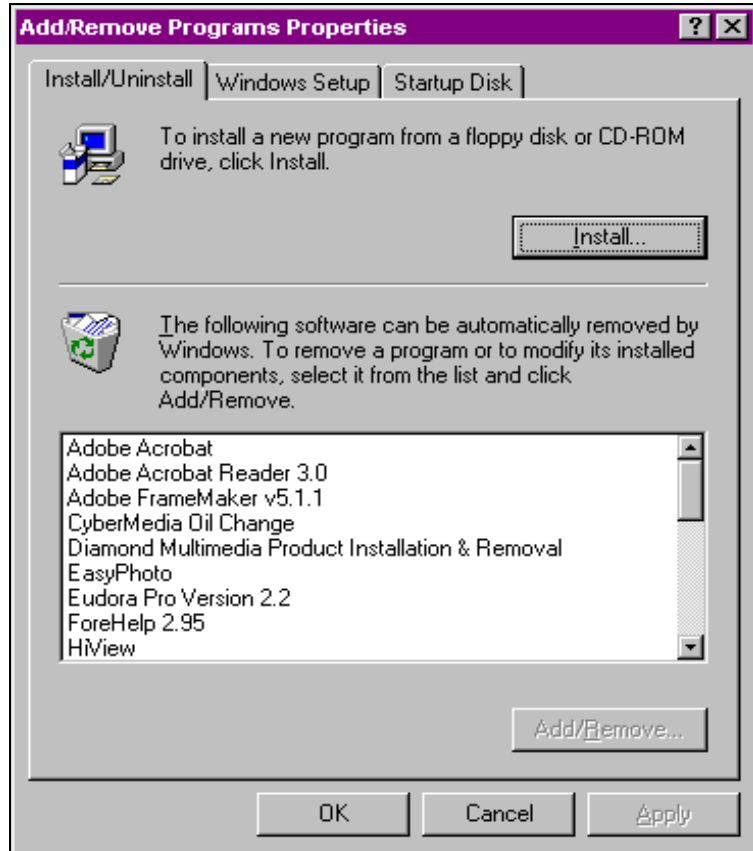 Add/Remove Programs Properties
Install/Uninstall Windows Setup Startup Disk
To install a new program from a floppy disk or CD-ROM
drive, click Install.
Install...
The following software can be automatically removed by
Windows. To remove a program or to modify its installed
components, select it from the list and click
Add/Remove.
Adobe Acrobat
Adobe Acrobat Reader 3.0
Adobe FrameMaker v5.1.1
CyberMedia Oil Change
Diamond Multimedia Product Installation & Removal
EasyPhoto
Eudora Pro Version 2.2
ForeHelp 2.95
HiView
Add/Remove...
OK Cancel Apply